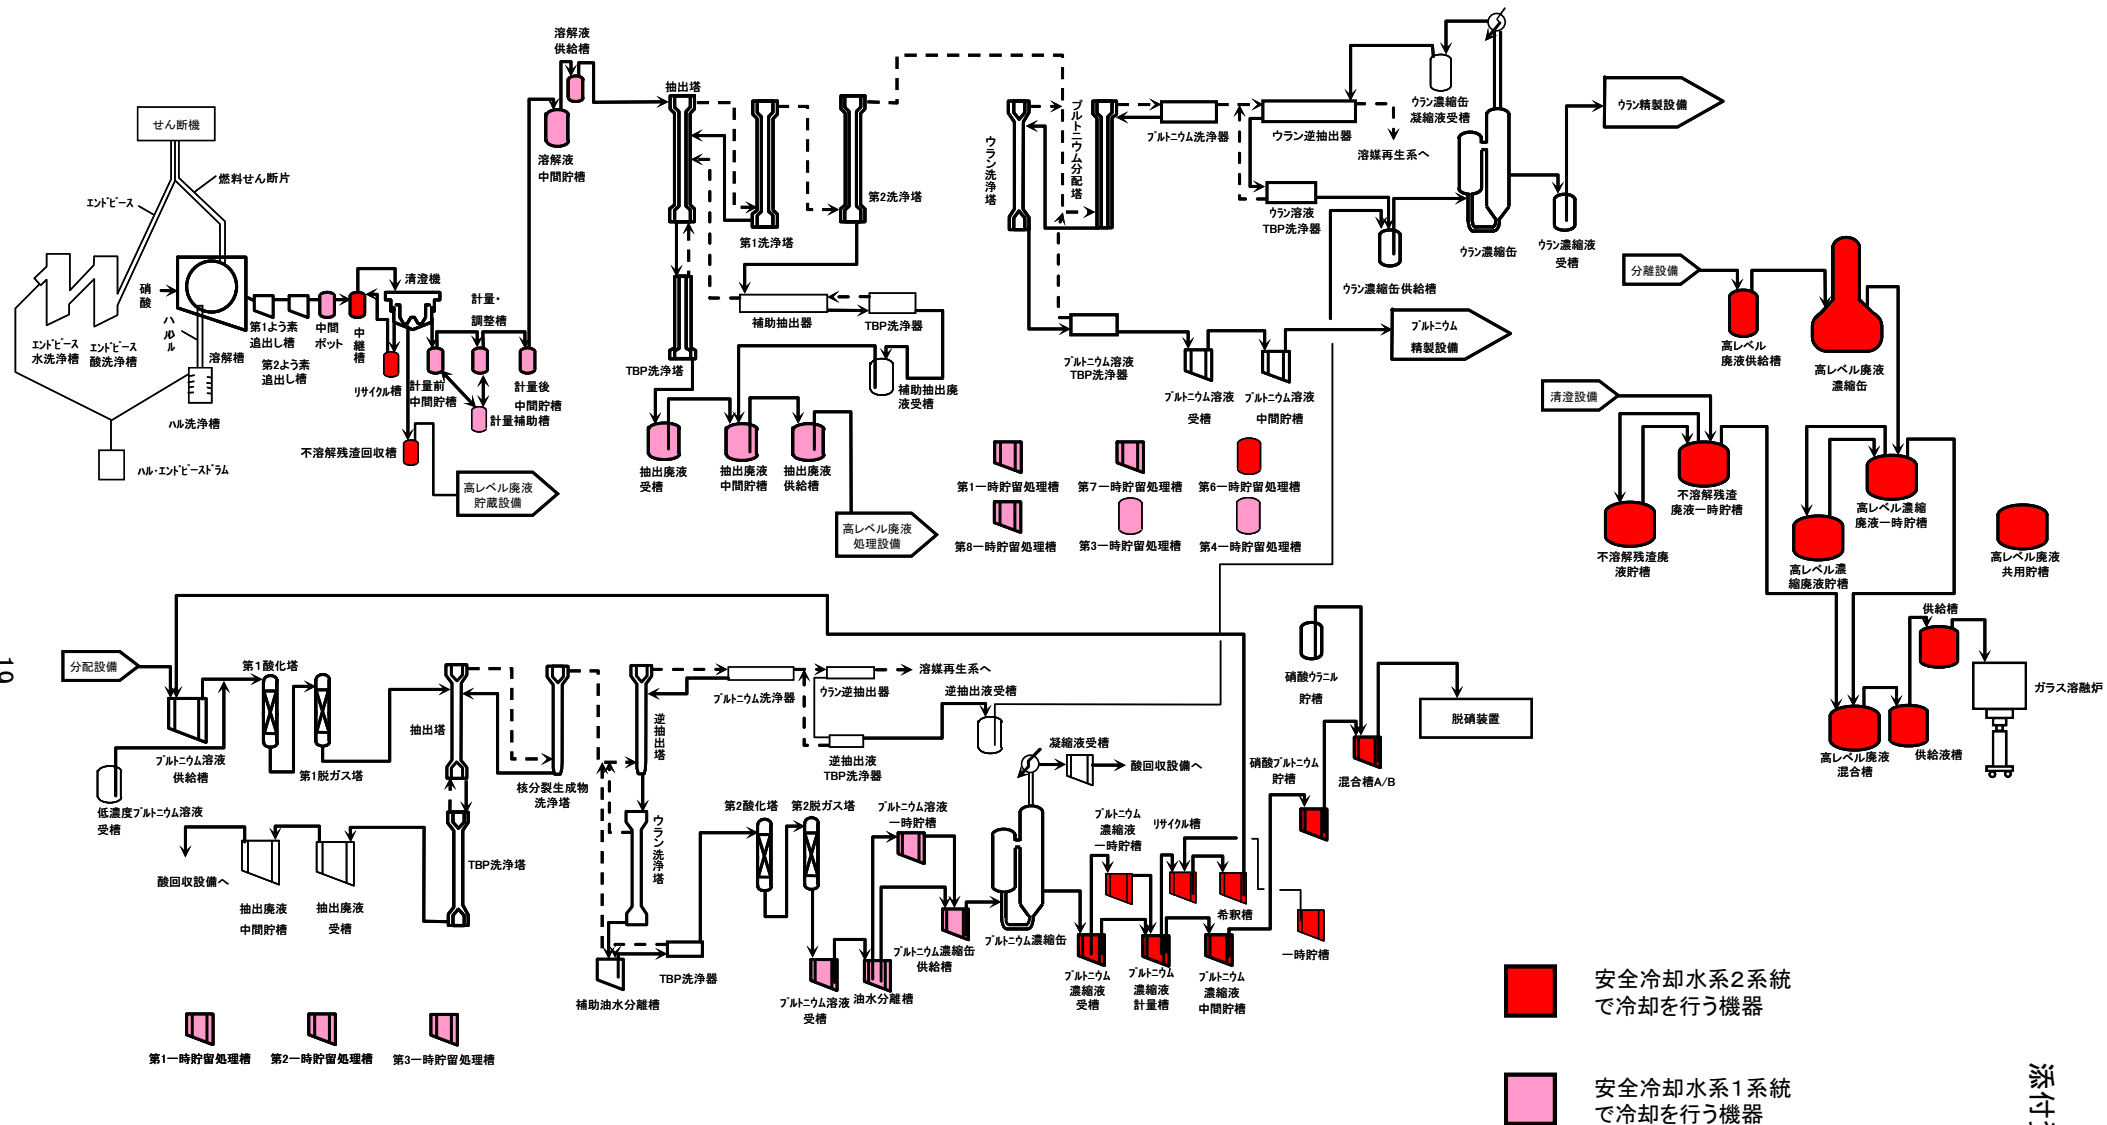 せん断機
燃料せん断片
エンドピース
硝酸
ハル
エンドピース
水洗浄槽
エンドピース
酸洗浄槽
溶解槽
ハル洗浄槽
ハル・エンドピースドラム
第1よう素
追出し槽
第2よう素
追出し槽
中間
ポット
中継槽
清澄機
リサイクル槽
不溶解残渣回収槽
計量前
中間貯槽
計量・
調整槽
計量補助槽
計量後
中間貯槽
高レベル廃液
貯蔵設備
溶解液
供給槽
溶解液
中間貯槽
抽出塔
第1洗浄塔
第2洗浄塔
TBP洗浄塔
補助抽出器
TBP洗浄器
補助抽出廃
液受槽
抽出廃液
受槽
抽出廃液
中間貯槽
抽出廃液
供給槽
高レベル廃液
処理設備
ウラン洗浄塔
プルトニウム分配塔
プルトニウム洗浄器
ウラン逆抽出器
溶媒再生系へ
ウラン溶液
TBP洗浄器
ウラン濃縮缶
凝縮液受槽
ウラン濃縮缶供給槽
ウラン濃縮缶
ウラン濃縮液
受槽
ウラン精製設備
プルトニウム溶液
TBP洗浄器
プルトニウム溶液
受槽
プルトニウム溶液
中間貯槽
プルトニウム
精製設備
第1一時貯留処理槽
第7一時貯留処理槽
第6一時貯留処理槽
第8一時貯留処理槽
第3一時貯留処理槽
第4一時貯留処理槽
分離設備
高レベル
廃液供給槽
高レベル廃液
濃縮缶
清澄設備
不溶解残渣
廃液一時貯槽
不溶解残渣廃
液貯槽
高レベル濃縮
廃液一時貯槽
高レベル濃
縮廃液貯槽
高レベル廃液
共用貯槽
供給槽
ガラス溶融炉
高レベル廃液
混合槽
供給液槽
分配設備
プルトニウム溶液
供給槽
低濃度プルトニウム溶液
受槽
第1酸化塔
第1脱ガス塔
抽出塔
TBP洗浄塔
抽出廃液
受槽
抽出廃液
中間貯槽
酸回収設備へ
核分裂生成物
洗浄塔
逆抽出塔
ウラン洗浄塔
プルトニウム洗浄器
ウラン逆抽出器
溶媒再生系へ
逆抽出液受槽
逆抽出液
TBP洗浄器
補助油水分離槽
TBP洗浄器
第2酸化塔
第2脱ガス塔
プルトニウム溶液
受槽
油水分離槽
プルトニウム溶液
一時貯槽
プルトニウム濃縮缶
供給槽
プルトニウム濃縮缶
凝縮液受槽
酸回収設備へ
プルトニウム
濃縮液
受槽
プルトニウム
濃縮液
一時貯槽
プルトニウム
濃縮液
計量槽
リサイクル槽
希釈槽
プルトニウム
濃縮液
中間貯槽
一時貯槽
硝酸プルトニウム
貯槽
硝酸ウラニル
貯槽
混合槽A/B
脱硝装置
第1一時貯留処理槽
第2一時貯留処理槽
第3一時貯留処理槽
安全冷却水系2系統
で冷却を行う機器
安全冷却水系1系統
で冷却を行う機器
添付